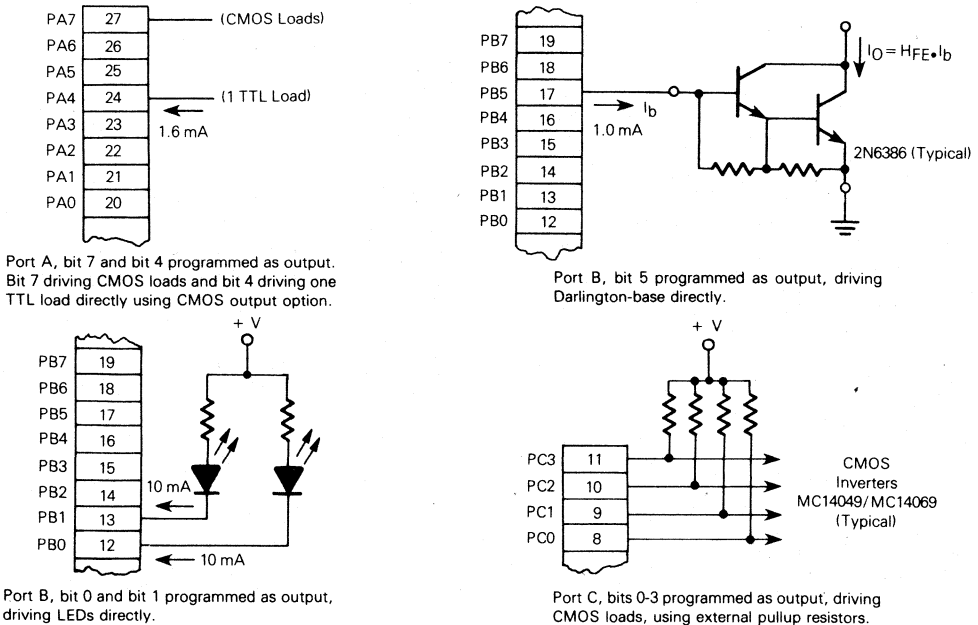 PA7 27 (CMOS Loads)
PA6 26
PA5 25
PA4 24 (1 TTL Load)
PA3 23 1.6 mA
PA2 22
PA1 21
PA0 20
Port A, bit 7 and bit 4 programmed as output.
Bit 7 driving CMOS loads and bit 4 driving one
TTL load directly using CMOS output option.
PB7 19 IO = HFE•Ib
PB6 18
PB5 17 Ib
PB4 16 1.0 mA
PB3 15 2N6386 (Typical)
PB2 14
PB1 13
PB0 12
Port B, bit 5 programmed as output, driving
Darlington-base directly.
+ V
PB7 19
PB6 18
PB5 17
PB4 16
PB3 15
PB2 14 10 mA
PB1 13
PB0 12 10 mA
Port B, bit 0 and bit 1 programmed as output,
driving LEDs directly.
+ V
PC3 11
PC2 10
PC1 9
PC0 8
CMOS
Inverters
MC14049/MC14069
(Typical)
Port C, bits 0-3 programmed as output, driving
CMOS loads, using external pullup resistors.